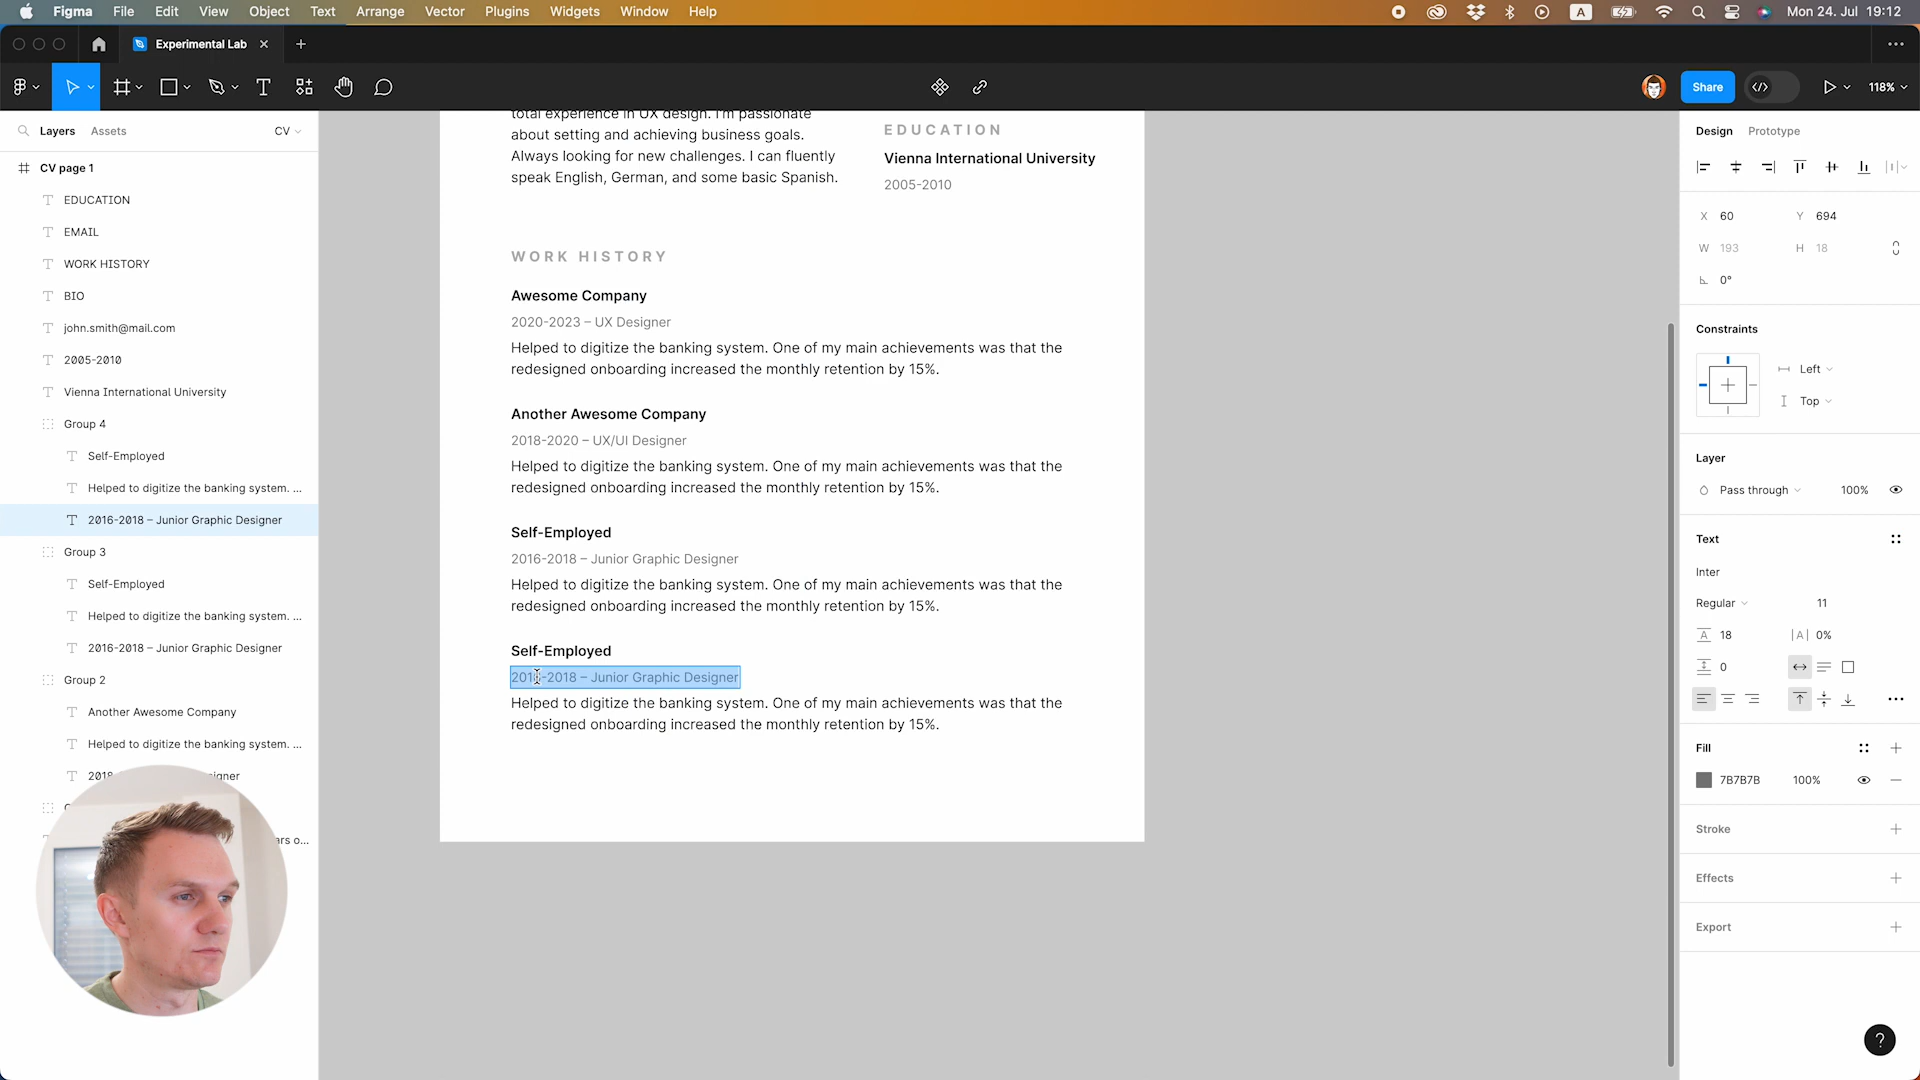 Figma File Edit View Object Text Arrange Vector Plugins Widgets Window Help
A
Mon 24. Jul 19:12
Experimental Lab
Share
118%
Layers Assets CV
CV page 1
EDUCATION
EMAIL
WORK HISTORY
BIO
john.smith@mail.com
2005-2010
Vienna International University
Group 4
Self-Employed
Helped to digitize the banking system. ...
2016-2018 – Junior Graphic Designer
Group 3
Self-Employed
Helped to digitize the banking system. ...
2016-2018 – Junior Graphic Designer
Group 2
Another Awesome Company
Helped to digitize the banking system. ...
total experience in UX design. I'm passionate
about setting and achieving business goals.
Always looking for new challenges. I can fluently
speak English, German, and some basic Spanish.
EDUCATION
Vienna International University
2005-2010
WORK HISTORY
Awesome Company
2020-2023 – UX Designer
Helped to digitize the banking system. One of my main achievements was that the
redesigned onboarding increased the monthly retention by 15%.
Another Awesome Company
2018-2020 – UX/UI Designer
Helped to digitize the banking system. One of my main achievements was that the
redesigned onboarding increased the monthly retention by 15%.
Self-Employed
2016-2018 – Junior Graphic Designer
Helped to digitize the banking system. One of my main achievements was that the
redesigned onboarding increased the monthly retention by 15%.
Self-Employed
2016-2018 – Junior Graphic Designer
Helped to digitize the banking system. One of my main achievements was that the
redesigned onboarding increased the monthly retention by 15%.
Design Prototype
X 60 Y 694
W 193 H 18
0°
Constraints
Left
Top
Layer
Pass through 100%
Text
Inter
Regular 11
A 18 |A| 0%
0
Fill
7B7B7B 100%
Stroke
Effects
Export
?